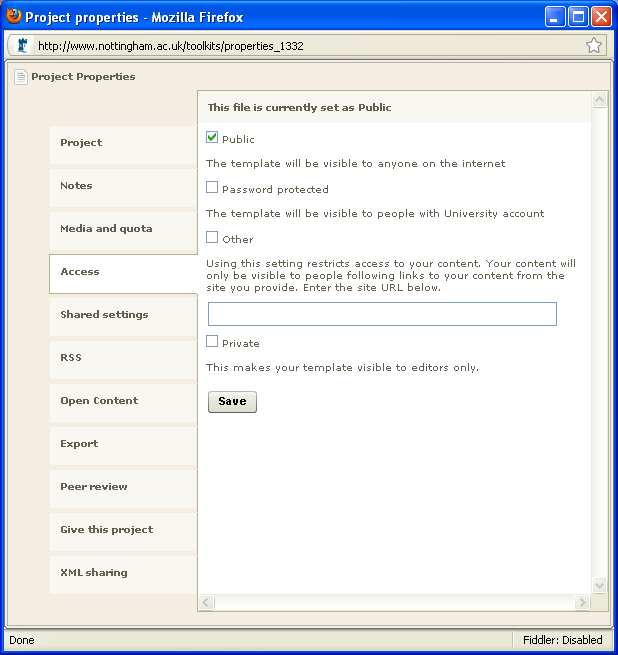 Project properties - Mozilla Firefox
http://www.nottingham.ac.uk/toolkits/properties_1332
Project Properties
This file is currently set as Public
Project
Notes
Media and quota
Access
Shared settings
RSS
Open Content
Export
Peer review
Give this project
XML sharing
Public
The template will be visible to anyone on the internet
Password protected
The template will be visible to people with University account
Other
Using this setting restricts access to your content. Your content will
only be visible to people following links to your content from the
site you provide. Enter the site URL below.
Private
This makes your template visible to editors only.
Save
Done
Fiddler: Disabled